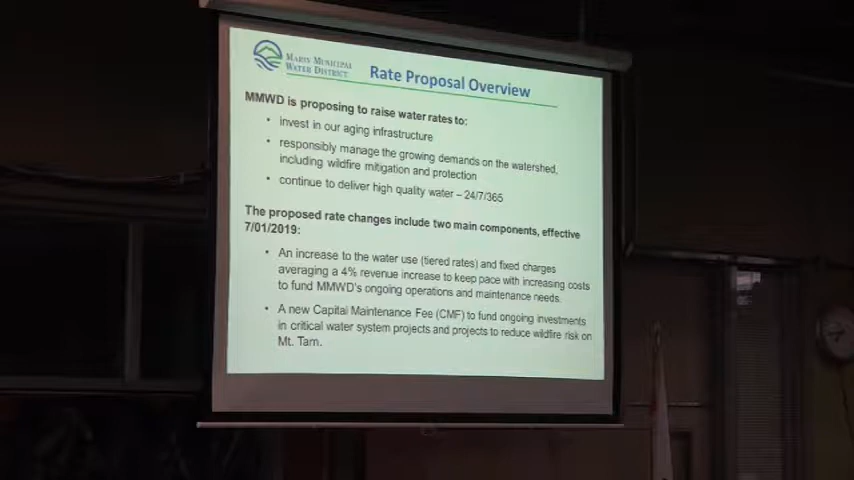 MARIN MUNICIPAL
WATER DISTRICT
Rate Proposal Overview
MMWD is proposing to raise water rates to:
• invest in our aging infrastructure
• responsibly manage the growing demands on the watershed,
including wildfire mitigation and protection
• continue to deliver high quality water – 24/7/365
The proposed rate changes include two main components, effective
7/01/2019:
• An increase to the water use (tiered rates) and fixed charges
averaging a 4% revenue increase to keep pace with increasing costs
to fund MMWD's ongoing operations and maintenance needs.
• A new Capital Maintenance Fee (CMF) to fund ongoing investments
in critical water system projects and projects to reduce wildfire risk on
Mt. Tam.